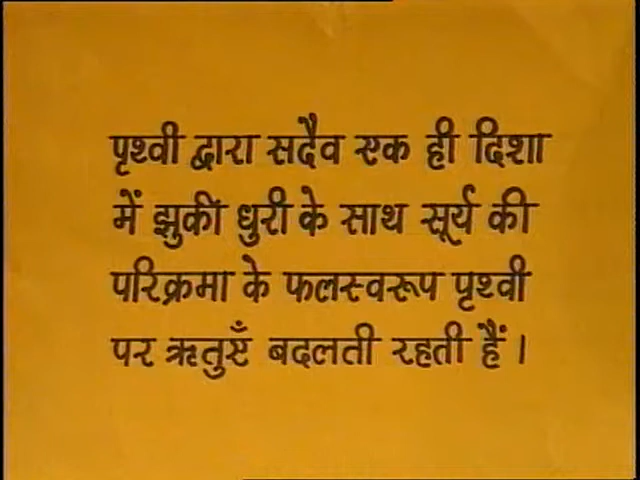 पृथ्वी द्वारा सदैव एक ही दिशा
में झुकी धुरी के साथ सूर्य की
परिक्रमा के फलस्वरूप पृथ्वी
पर ऋतुएँ बदलती रहती हैं ।